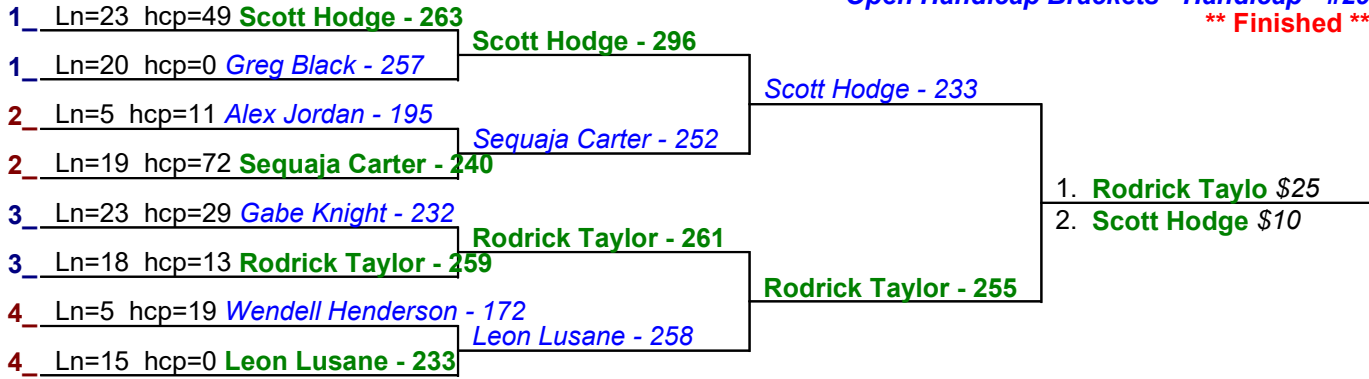 Open Handicap Brackets - Handicap - #20
** Finished **
1_ Ln=23 hcp=49 Scott Hodge - 263
Scott Hodge - 296
1_ Ln=20 hcp=0 Greg Black - 257
Scott Hodge - 233
2_ Ln=5 hcp=11 Alex Jordan - 195
Sequaja Carter - 252
2_ Ln=19 hcp=72 Sequaja Carter - 240
1. Rodrick Taylo $25
2. Scott Hodge $10
3_ Ln=23 hcp=29 Gabe Knight - 232
Rodrick Taylor - 261
3_ Ln=18 hcp=13 Rodrick Taylor - 259
Rodrick Taylor - 255
4_ Ln=5 hcp=19 Wendell Henderson - 172
Leon Lusane - 258
4_ Ln=15 hcp=0 Leon Lusane - 233